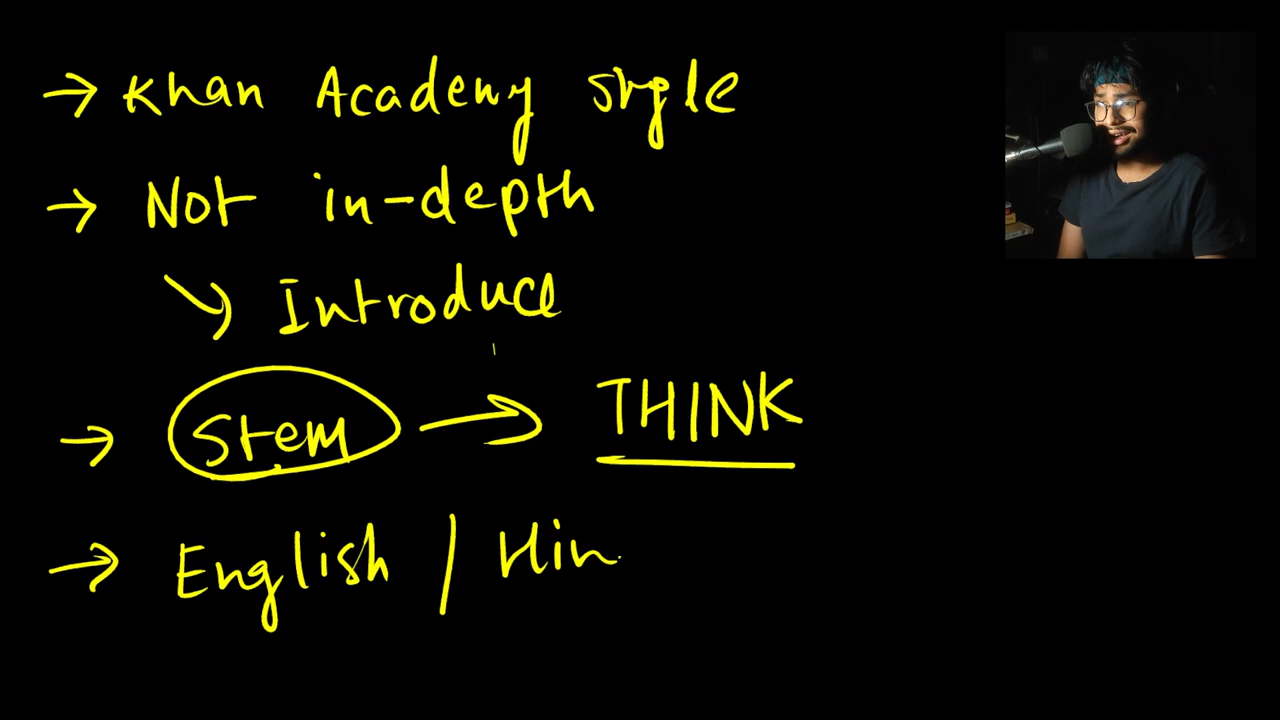 → Khan Academy style
→ Not in-depth
↘ Introduce
→ Stem → THINK
→ English / Hin